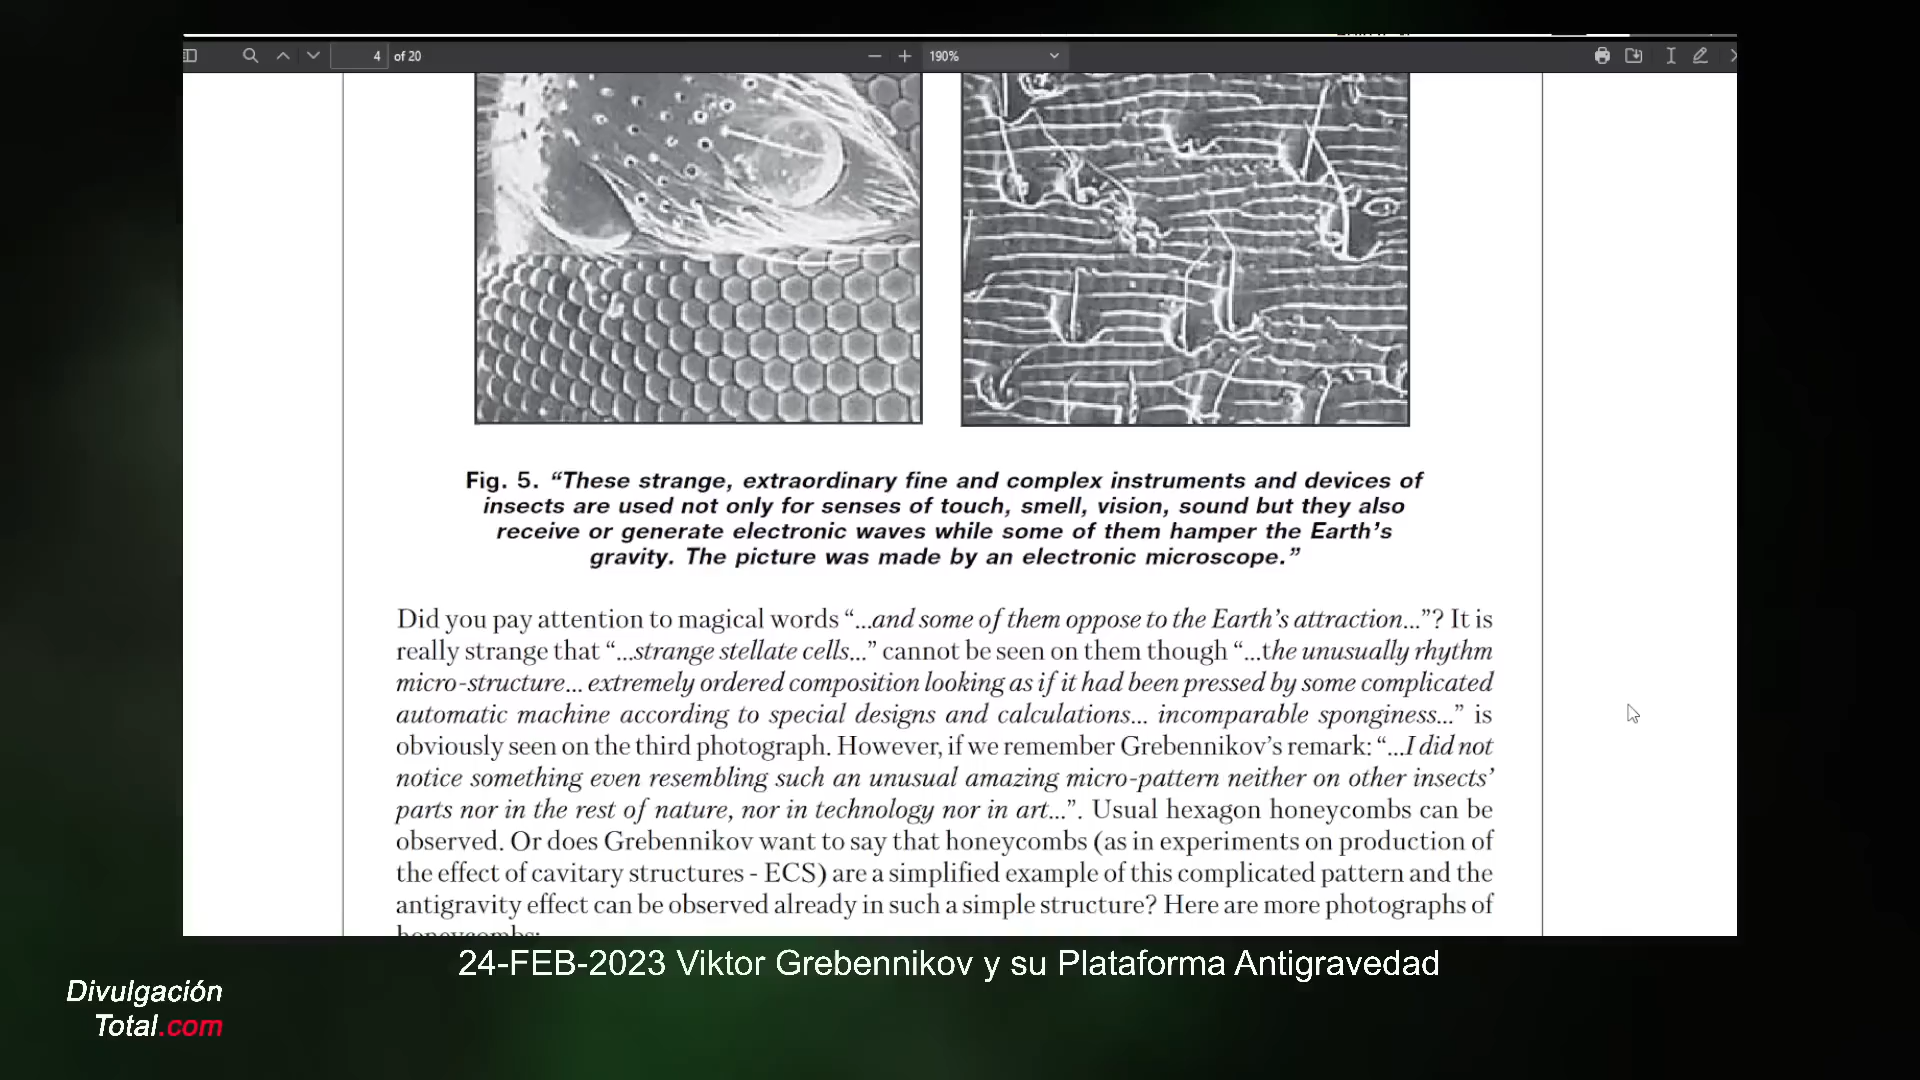 4 of 20
190%
Fig. 5. “These strange, extraordinary fine and complex instruments and devices of
insects are used not only for senses of touch, smell, vision, sound but they also
receive or generate electronic waves while some of them hamper the Earth’s
gravity. The picture was made by an electronic microscope.”
Did you pay attention to magical words “...and some of them oppose to the Earth’s attraction...”? It is
really strange that “...strange stellate cells...” cannot be seen on them though “...the unusually rhythm
micro-structure... extremely ordered composition looking as if it had been pressed by some complicated
automatic machine according to special designs and calculations... incomparable sponginess...” is
obviously seen on the third photograph. However, if we remember Grebennikov’s remark: “...I did not
notice something even resembling such an unusual amazing micro-pattern neither on other insects’
parts nor in the rest of nature, nor in technology nor in art...”. Usual hexagon honeycombs can be
observed. Or does Grebennikov want to say that honeycombs (as in experiments on production of
the effect of cavitary structures - ECS) are a simplified example of this complicated pattern and the
antigravity effect can be observed already in such a simple structure? Here are more photographs of
honeycombs:
24-FEB-2023 Viktor Grebennikov y su Plataforma Antigravedad
Divulgación
Total.com